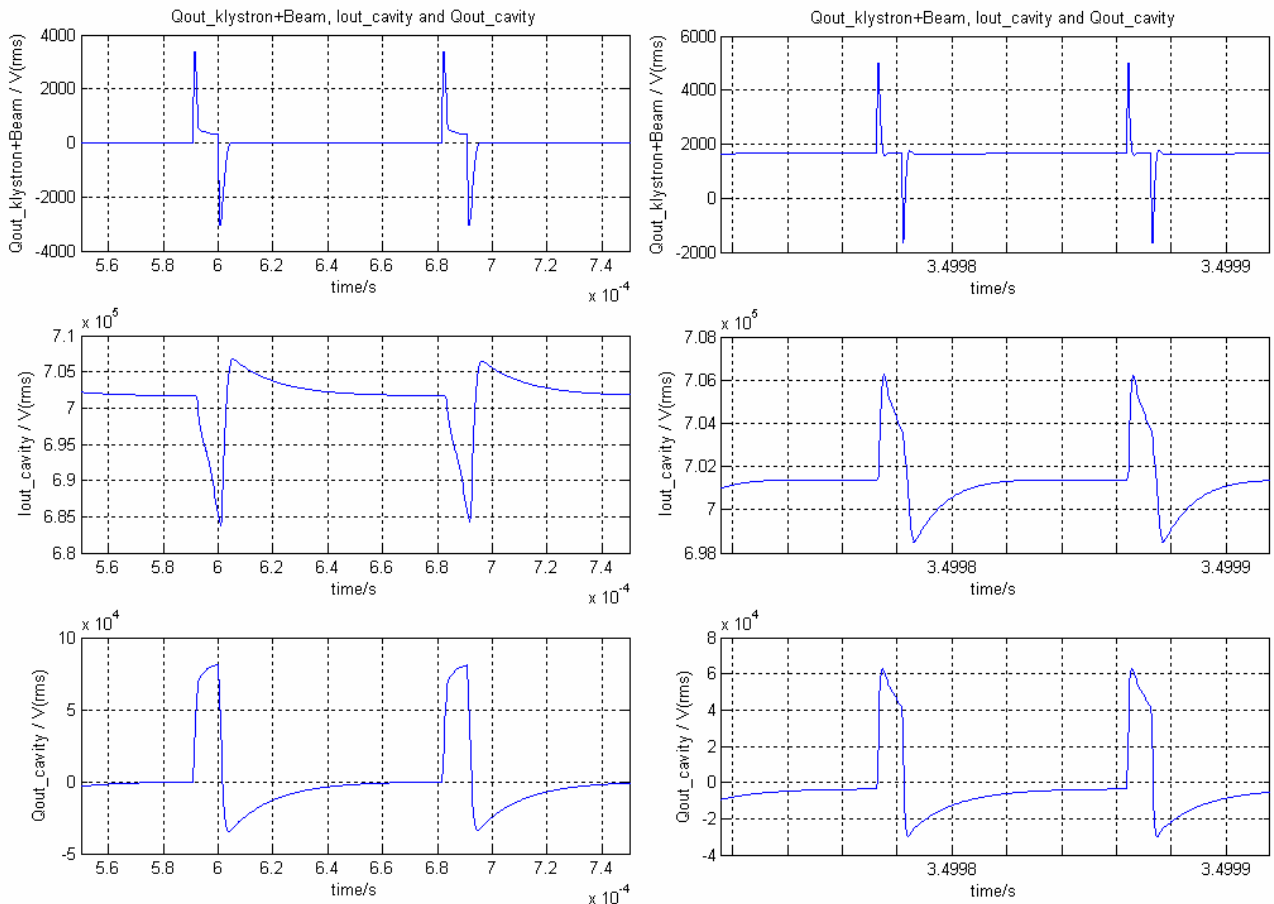 Qout_klystron+Beam, Iout_cavity and Qout_cavity
Qout_klystron+Beam / V(rms)
4000
2000
0
-2000
-4000
5.6 5.8 6 6.2 6.4 6.6 6.8 7 7.2 7.4
time/s
x 10^-4
x 10^5
Iout_cavity / V(rms)
7.1
7.05
7
6.95
6.9
6.85
6.8
5.6 5.8 6 6.2 6.4 6.6 6.8 7 7.2 7.4
time/s
x 10^-4
x 10^4
Qout_cavity / V(rms)
10
5
0
-5
5.6 5.8 6 6.2 6.4 6.6 6.8 7 7.2 7.4
time/s
x 10^-4
Qout_klystron+Beam, Iout_cavity and Qout_cavity
Qout_klystron+Beam / V(rms)
6000
4000
2000
0
-2000
3.4998 3.4999
time/s
x 10^5
Iout_cavity / V(rms)
7.08
7.06
7.04
7.02
7
6.98
3.4998 3.4999
time/s
x 10^4
Qout_cavity / V(rms)
8
6
4
2
0
-2
-4
3.4998 3.4999
time/s